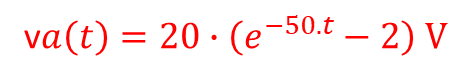 va(t) = 20 · (e^{-50.t} − 2) V